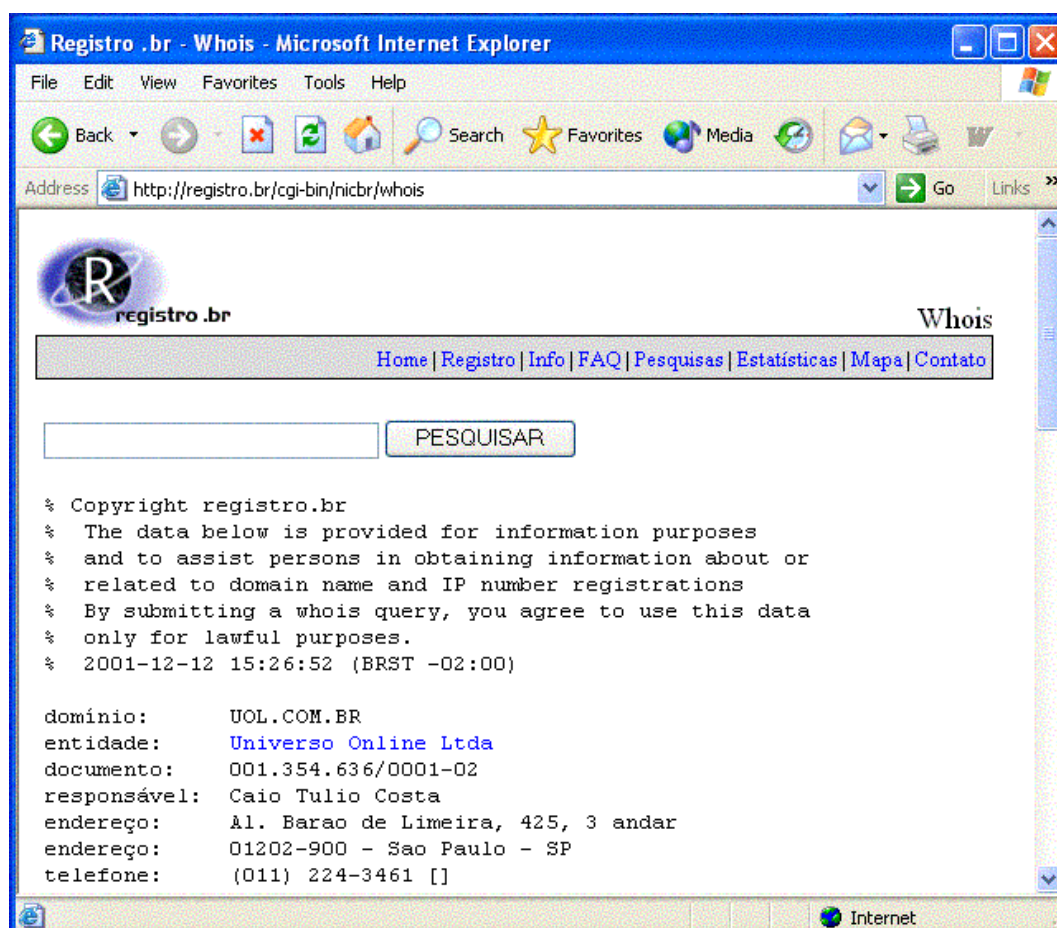 Registro .br - Whois - Microsoft Internet Explorer
File Edit View Favorites Tools Help
Back Search Favorites Media W
Address http://registro.br/cgi-bin/nicbr/whois Go Links »
R
registro .br
Whois
Home|Registro|Info|FAQ|Pesquisas|Estatísticas|Mapa|Contato
PESQUISAR
% Copyright registro.br
% The data below is provided for information purposes
% and to assist persons in obtaining information about or
% related to domain name and IP number registrations
% By submitting a whois query, you agree to use this data
% only for lawful purposes.
% 2001-12-12 15:26:52 (BRST -02:00)
domínio: UOL.COM.BR
entidade: Universo Online Ltda
documento: 001.354.636/0001-02
responsável: Caio Tulio Costa
endereço: Al. Barao de Limeira, 425, 3 andar
endereço: 01202-900 - Sao Paulo - SP
telefone: (011) 224-3461 []
Internet